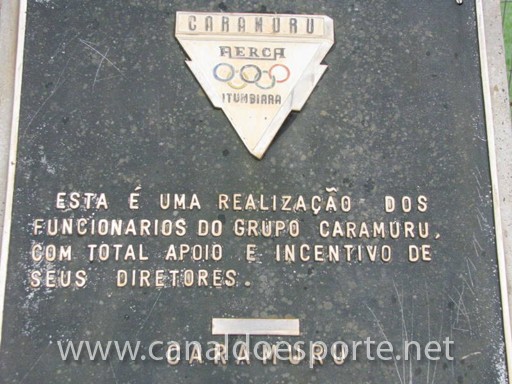 CARAMURU
AERCA
ITUMBIARA
ESTA É UMA REALIZAÇÃO DOS
FUNCIONARIOS DO GRUPO CARAMURU,
COM TOTAL APOIO E INCENTIVO DE
SEUS DIRETORES.
www.canaldoesporte.net
CARAMURU